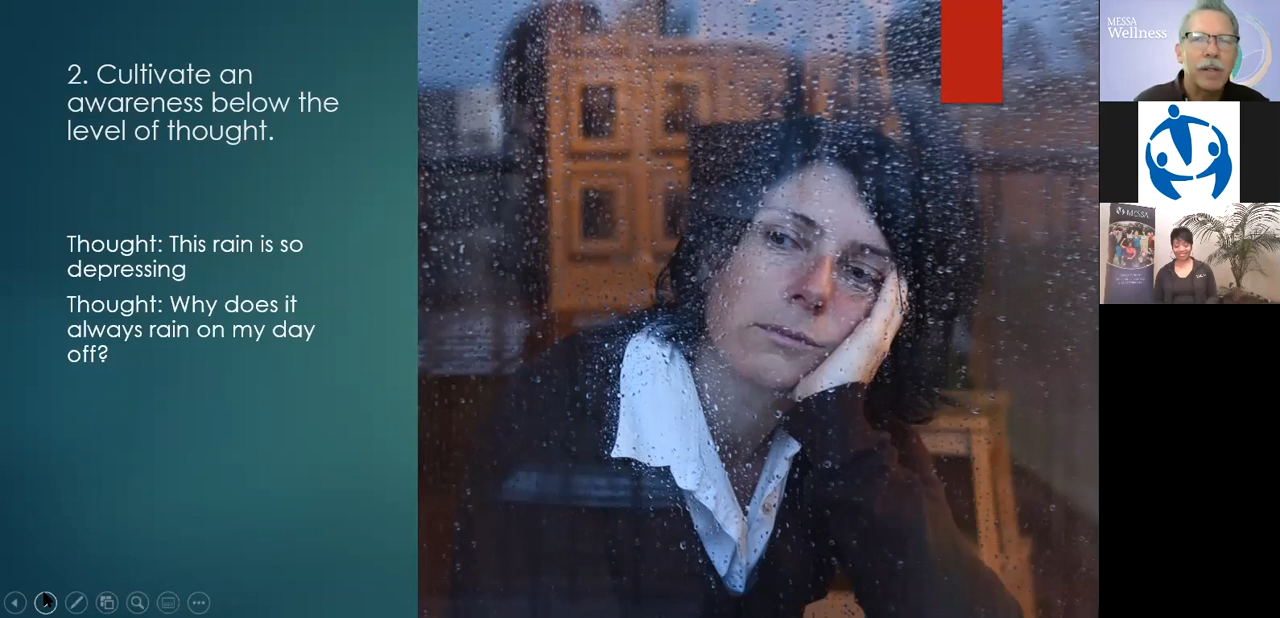 2. Cultivate an
awareness below the
level of thought.
Thought: This rain is so
depressing
Thought: Why does it
always rain on my day
off?
MESSA
Wellness
MESSA